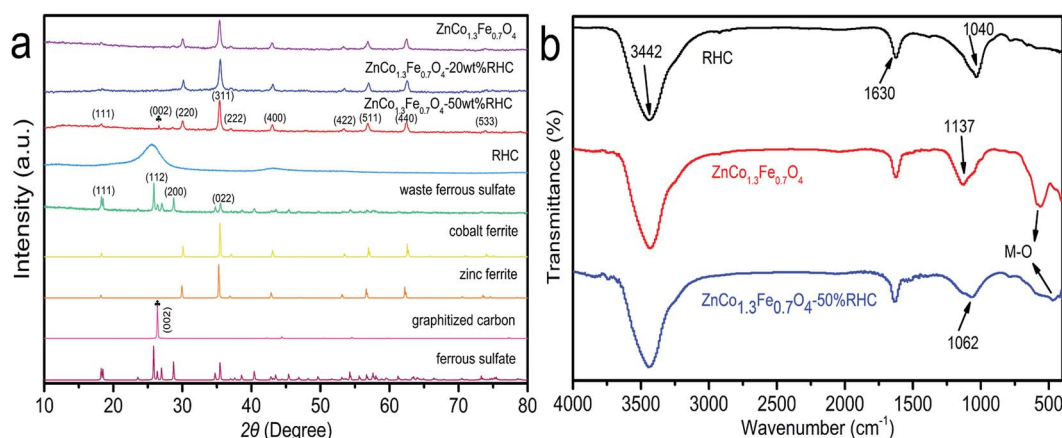 a
ZnCo1.3Fe0.7O4
ZnCo1.3Fe0.7O4-20wt%RHC
(311)
ZnCo1.3Fe0.7O4-50wt%RHC
(111)
♣
(002)
(220)
(222)
(400)
(422)
(511)
(440)
(533)
RHC
(111)
(112)
(200)
(022)
waste ferrous sulfate
cobalt ferrite
zinc ferrite
♣
(002)
graphitized carbon
ferrous sulfate
Intensity (a.u.)
10 20 30 40 50 60 70 80
2θ (Degree)
b
3442
RHC
1630
1040
1137
ZnCo1.3Fe0.7O4
M-O
ZnCo1.3Fe0.7O4-50%RHC
1062
Transmittance (%)
4000 3500 3000 2500 2000 1500 1000 500
Wavenumber (cm-1)